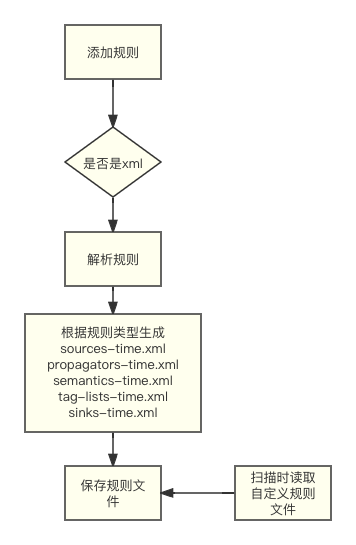 添加规则
是否是xml
解析规则
根据规则类型生成
sources-time.xml
propagators-time.xml
semantics-time.xml
tag-lists-time.xml
sinks-time.xml
保存规则文
件
扫描时读取
自定义规则
文件